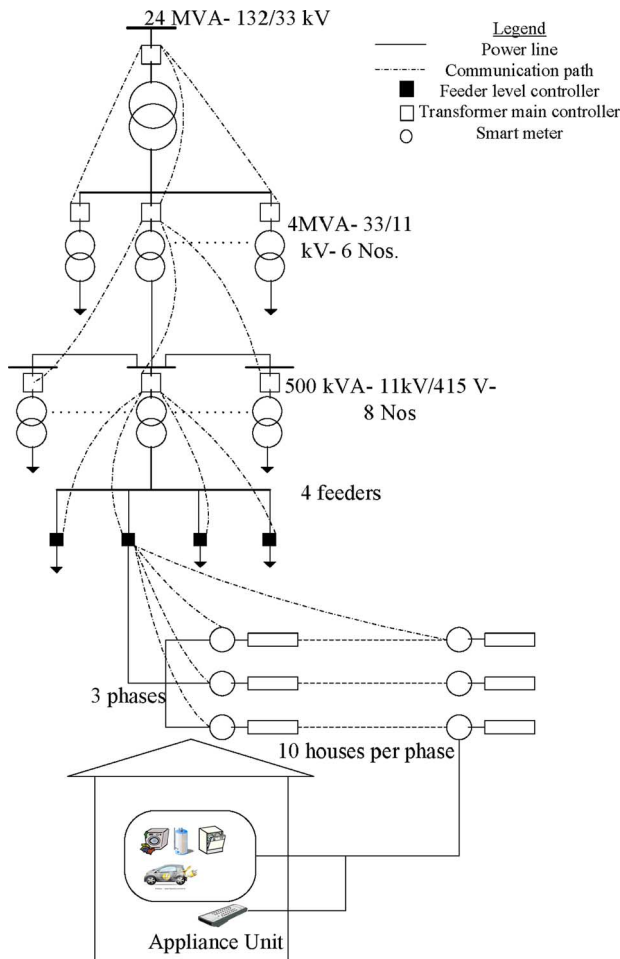 24 MVA- 132/33 kV
Legend
Power line
Communication path
Feeder level controller
Transformer main controller
Smart meter
4MVA- 33/11
kV- 6 Nos.
500 kVA- 11kV/415 V-
8 Nos
4 feeders
3 phases
10 houses per phase
Appliance Unit